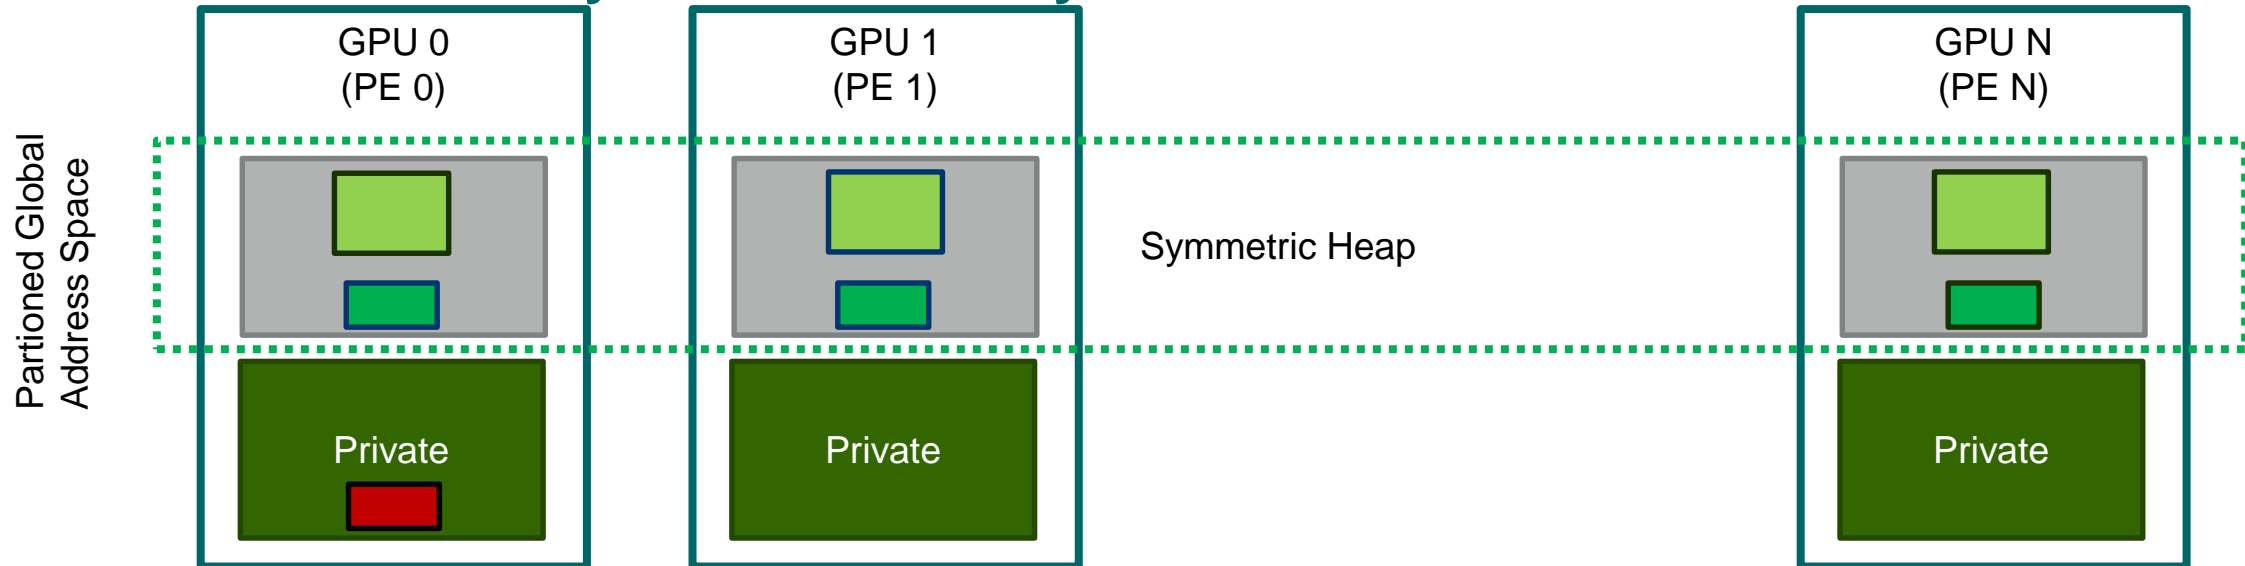 GPU 0
(PE 0)
GPU 1
(PE 1)
GPU N
(PE N)
Partioned Global
Address Space
Symmetric Heap
Private
Private
Private